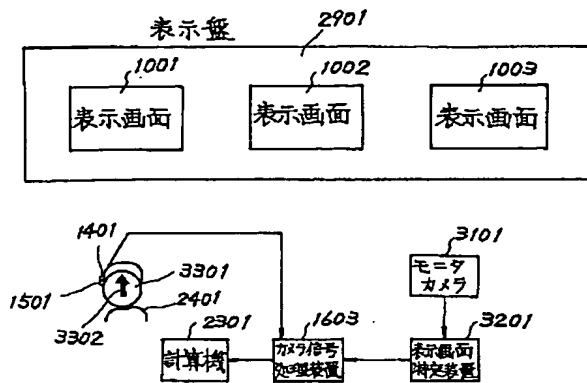 表示盤
2901
1001
1002
1003
表示画面
表示画面
表示画面
1401
1501
3301
2401
3302
2301
計算機
1603
カメラ信号
処理装置
3101
モニタ
カメラ
3201
表示画面
特定装置